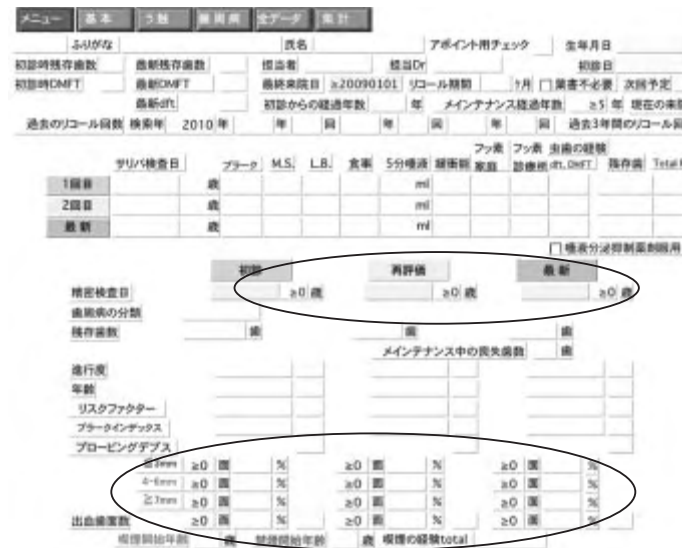 メニュー 基本 う蝕 歯周病 全データ 集計
ふりがな 氏名 アポイント用チェック 生年月日
初診時残存歯数 最新残存歯数 担当者 担当Dr 初診日
初診時DMFT 最新DMFT 最終来院日 ≥20090101 リコール期間 ヶ月 葉書不必要 次回予定
最新dft 初診からの経過年数 年 メインテナンス経過年数 ≥5 年 現在の来院
過去のリコール回数 検索年 2010 年 年 回 年 回 年 回 過去3年間のリコール回
フッ素 フッ素 虫歯の経験
サリバ検査日 プラーク M.S. L.B. 食事 5分唾液 緩衝能 家庭 診療所 dft, DMFT 残存歯 Total
1回目 歳 ml
2回目 歳 ml
最新 歳 ml
唾液分泌抑制薬剤服用
初診 再評価 最新
精密検査日 ≥0 歳 ≥0 歳 ≥0 歳
歯周病の分類
残存歯数 歯 歯 歯
メインテナンス中の喪失歯数 歯
進行度
年齢
リスクファクター
プラークインデックス
プロービングデプス
≦3mm ≥0 面 % ≥0 面 % ≥0 面 %
4-6mm ≥0 面 % ≥0 面 % ≥0 面 %
≧7mm ≥0 面 % ≥0 面 % ≥0 面 %
出血歯面数 ≥0 面 % ≥0 面 % ≥0 面 %
喫煙開始年齢 歳 禁煙開始年齢 歳 喫煙の経験total